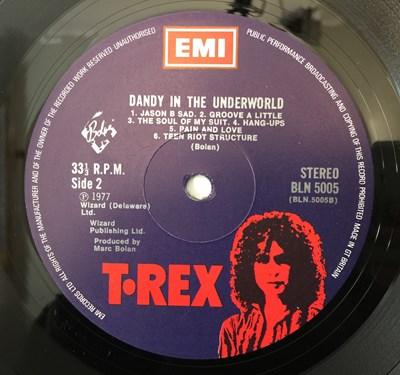 EMI
DANDY IN THE UNDERWORLD
1. JASON B SAD. 2. GROOVE A LITTLE
3. THE SOUL OF MY SUIT. 4. HANG-UPS
5. PAIN AND LOVE
6. TEEN RIOT STRUCTURE
(Bolan)
33⅓ R.P.M.
Side 2
Ⓟ 1977
Wizard (Delaware)
Ltd.
Wizard
Publishing Ltd.
Produced by
Marc Bolan
STEREO
BLN 5005
(BLN.5005B)
T•REX
EMI RECORDS LTD. ALL RIGHTS OF THE MANUFACTURER AND OF THE OWNER OF THE RECORDED WORK RESERVED UNAUTHORISED
PUBLIC PERFORMANCE BROADCASTING AND COPYING OF THIS RECORD PROHIBITED MADE IN GT BRITAIN